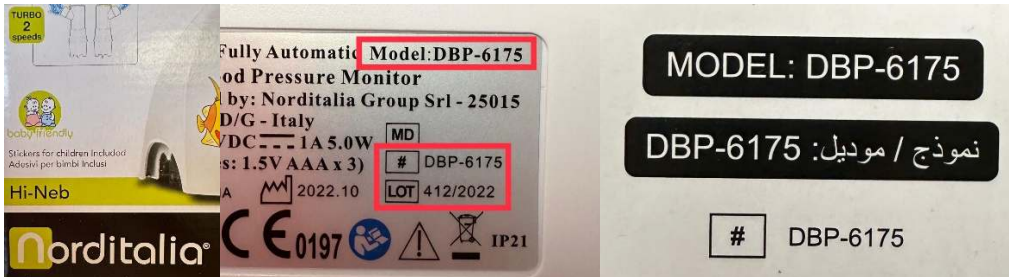 TURBO
2
speeds
baby friendly
Stickers for children Included
Adesivi per bimbi Inclusi
Hi-Neb
Norditalia®
Fully Automatic Model:DBP-6175
od Pressure Monitor
by: Norditalia Group Srl - 25015
D/G - Italy
VDC 1A 5.0W MD
s: 1.5V AAA x 3) # DBP-6175
A 2022.10 LOT 412/2022
CE 0197 IP21
MODEL: DBP-6175
نموذج / موديل: DBP-6175
# DBP-6175